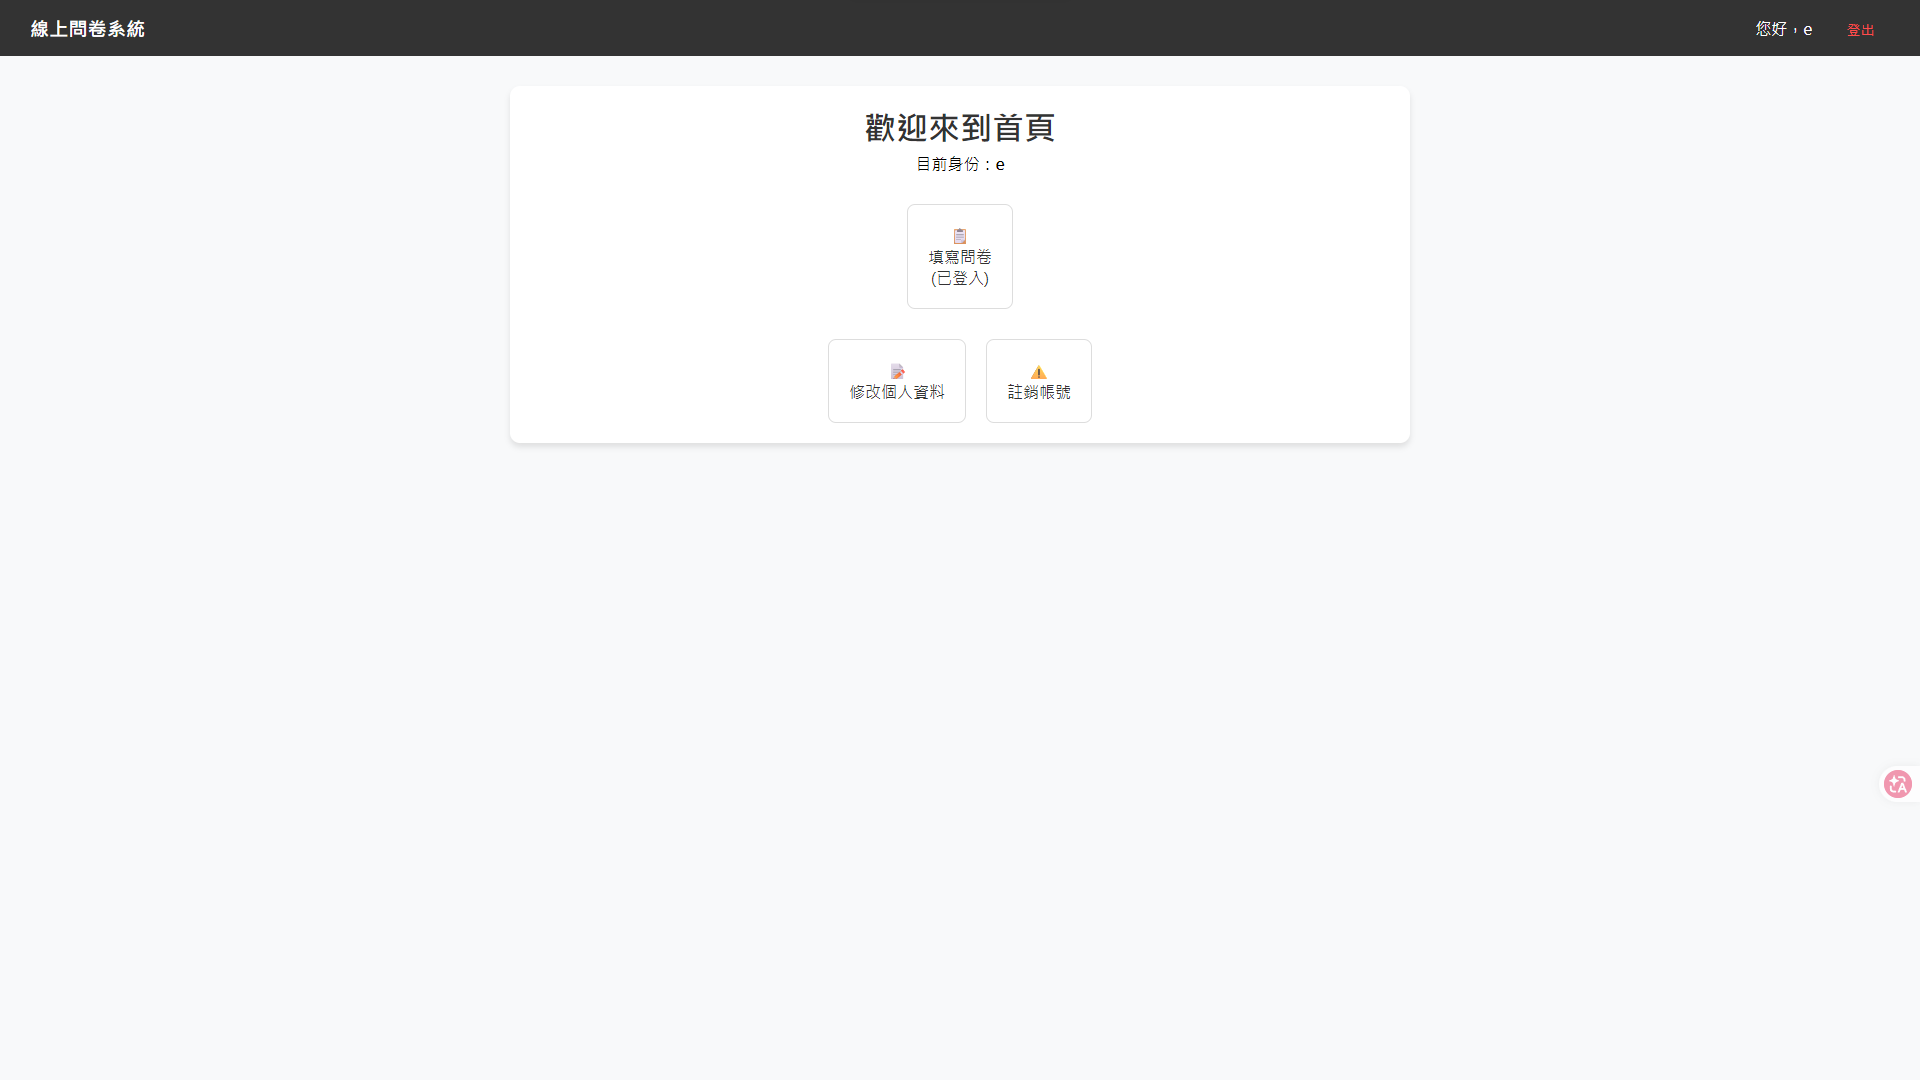 線上問卷系統
您好，e
登出
歡迎來到首頁
目前身份：e
📋
填寫問卷
(已登入)
📝
修改個人資料
⚠️
註銷帳號